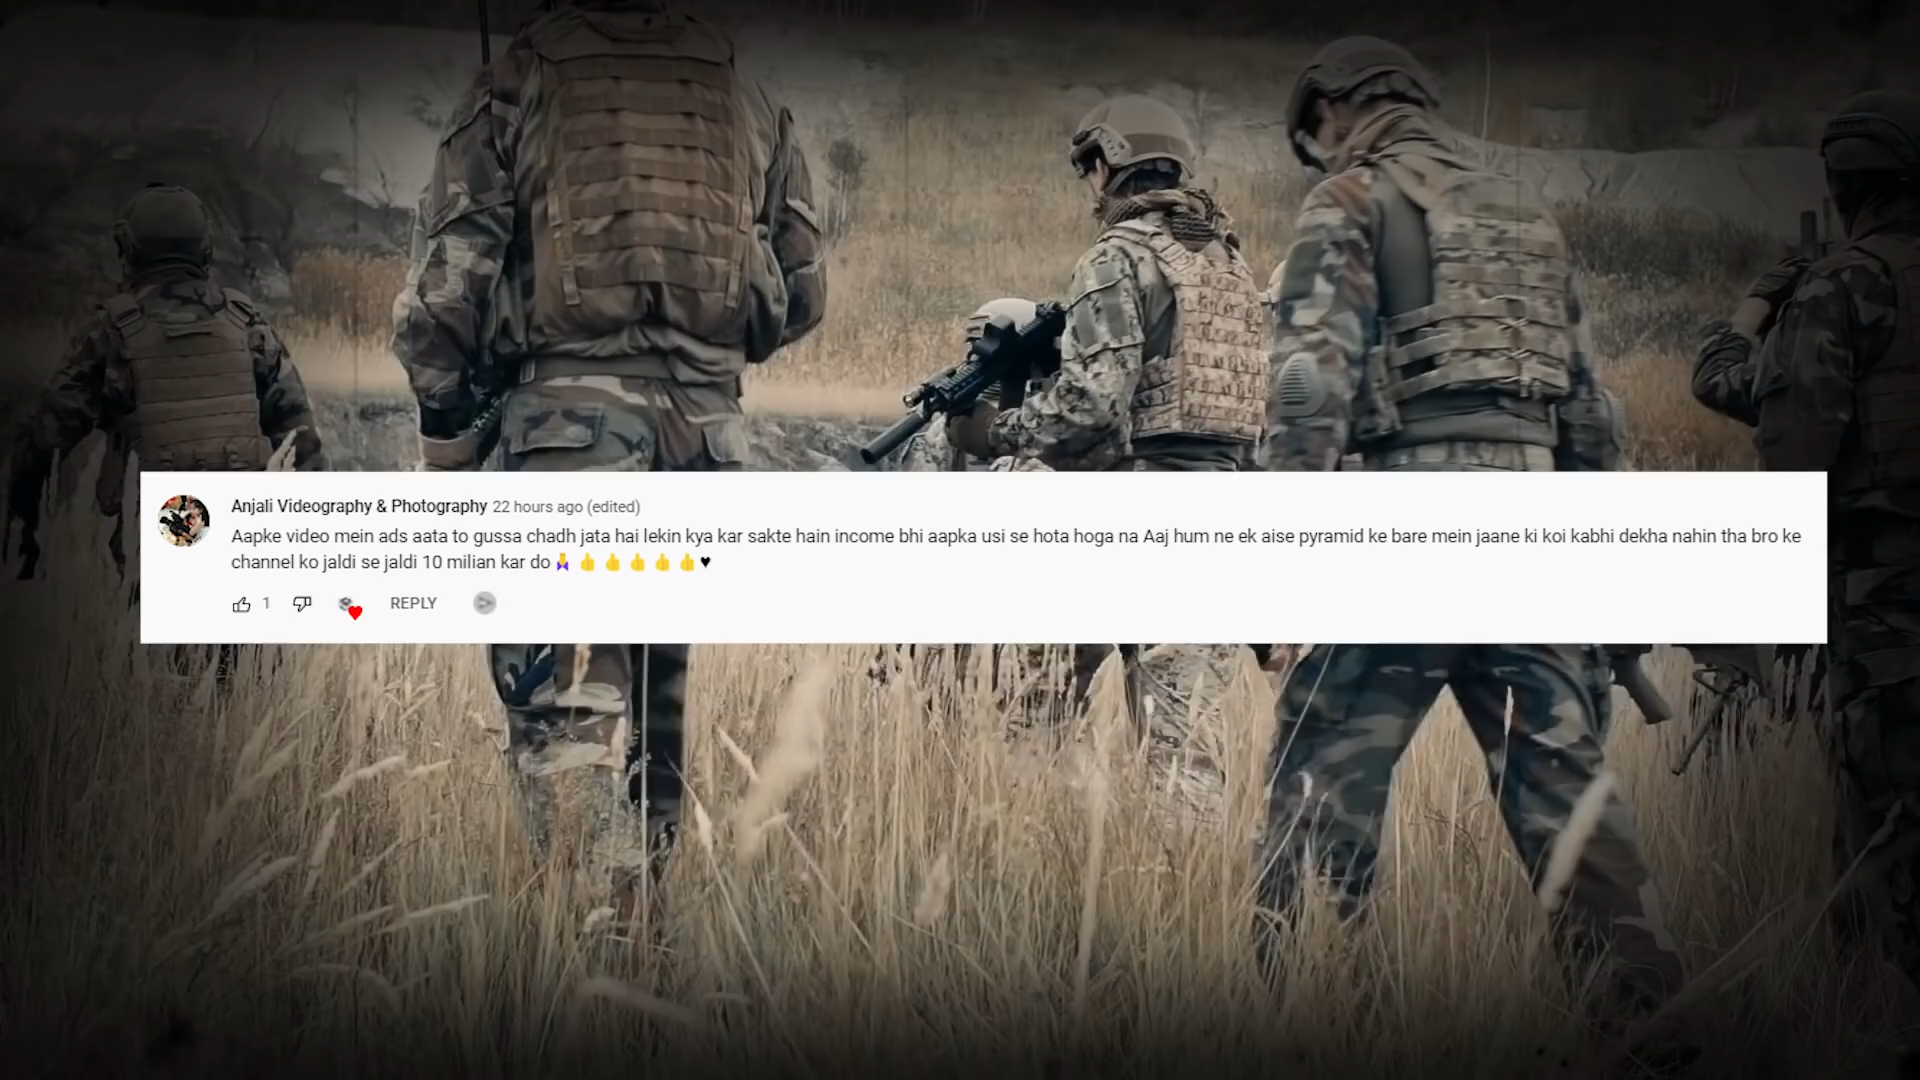 Anjali Videography & Photography 22 hours ago (edited)
Aapke video mein ads aata to gussa chadh jata hai lekin kya kar sakte hain income bhi aapka usi se hota hoga na Aaj hum ne ek aise pyramid ke bare mein jaane ki koi kabhi dekha nahin tha bro ke
channel ko jaldi se jaldi 10 milian kar do 🙏 👍 👍 👍 👍 👍 ♥
1 REPLY